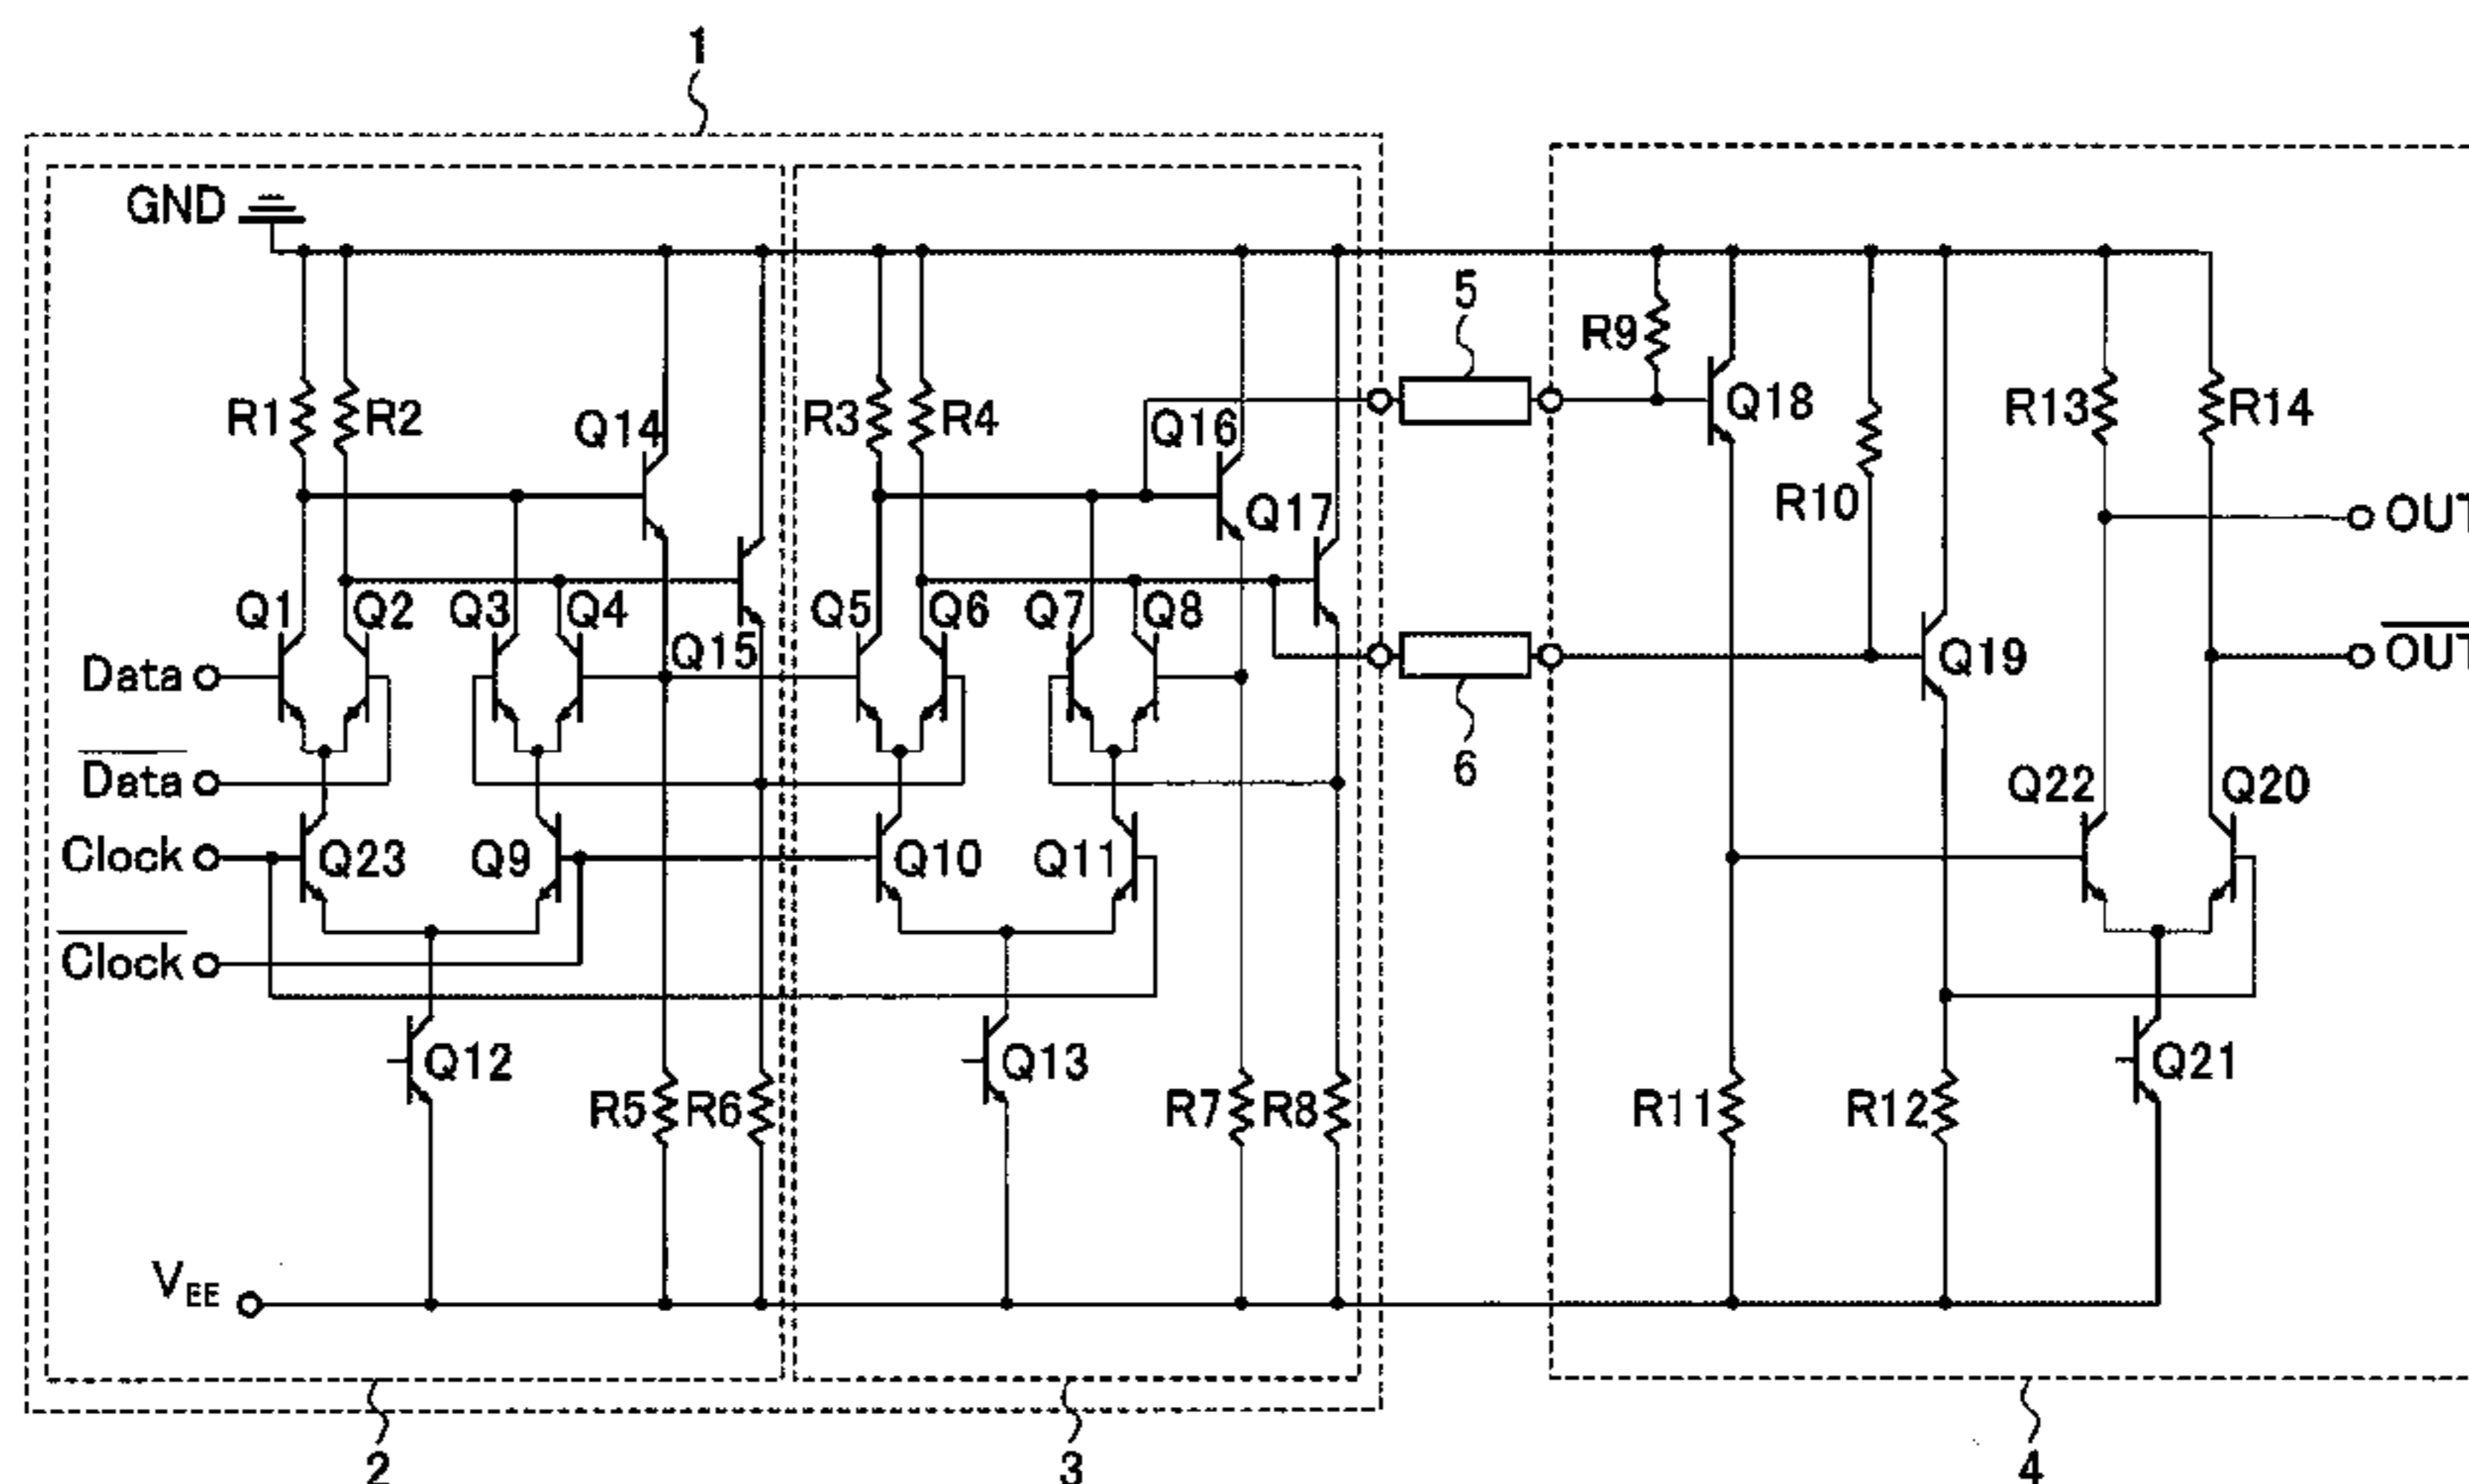 1
GND
5
R1
R2
Q14
R3
R4
Q16
R9
Q18
R13
R14
Q17
R10
OUT
Q1
Q2
Q3
Q4
Q15
Q5
Q6
Q7
Q8
Q19
OUT
Data
Data
6
Q22
Q20
Clock
Q23
Q9
Q10
Q11
Clock
Q12
Q13
Q21
R5
R6
R7
R8
R11
R12
VEE
2
3
4